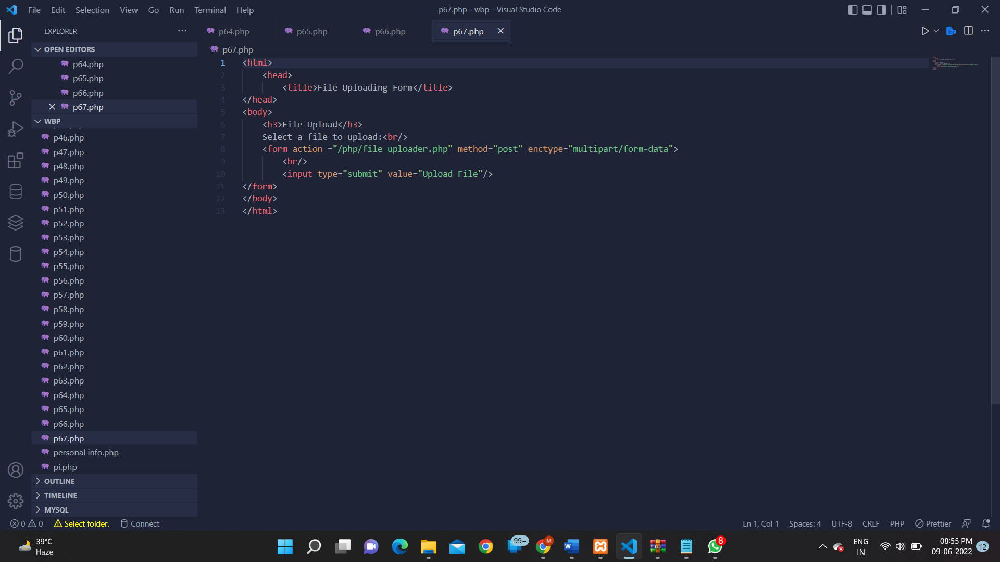 File Edit Selection View Go Run Terminal Help
p67.php - wbp - Visual Studio Code
EXPLORER
OPEN EDITORS
p64.php
p65.php
p66.php
p67.php
WBP
p46.php
p47.php
p48.php
p49.php
p50.php
p51.php
p52.php
p53.php
p54.php
p55.php
p56.php
p57.php
p58.php
p59.php
p60.php
p61.php
p62.php
p63.php
p64.php
p65.php
p66.php
p67.php
personal info.php
pi.php
OUTLINE
TIMELINE
MYSQL
p64.php p65.php p66.php p67.php
p67.php
1 <html>
2 <head>
3 <title>File Uploading Form</title>
4 </head>
5 <body>
6 <h3>File Upload</h3>
7 Select a file to upload:<br/>
8 <form action ="/php/file_uploader.php" method="post" enctype="multipart/form-data">
9 <br/>
10 <input type="submit" value="Upload File"/>
11 </form>
12 </body>
13 </html>
0 0 Select folder. Connect
Ln 1, Col 1 Spaces: 4 UTF-8 CRLF PHP Prettier
39°C
Haze
99+
M
W
8
ENG
IN
08:55 PM
09-06-2022
12